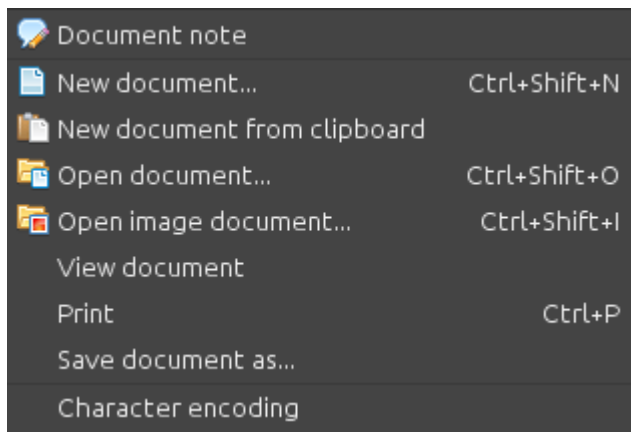 Document note
New document... Ctrl+Shift+N
New document from clipboard
Open document... Ctrl+Shift+O
Open image document... Ctrl+Shift+I
View document
Print Ctrl+P
Save document as...
Character encoding